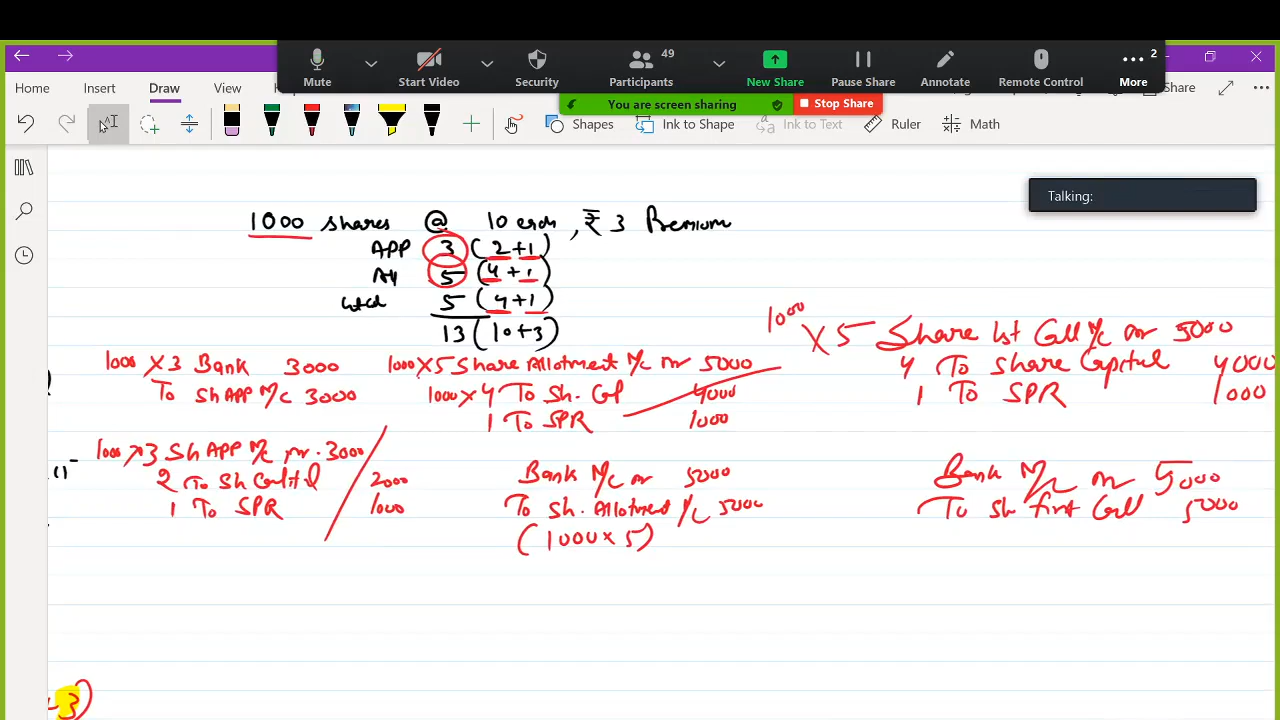 Mute
Start Video
Security
49
Participants
New Share
Pause Share
Annotate
Remote Control
2
More
You are screen sharing
Stop Share
Home
Insert
Draw
View
Share
Shapes
Ink to Shape
Ink to Text
Ruler
Math
Talking:
1000 shares @ 10 each, ₹ 3 Premium
APP 3 (2+1)
5 (4+1)
5 (4+1)
13 (10+3)
1000 X 3 Bank 3000
To Sh APP A/c 3000
1000 X 3 Sh APP A/c Dr. 3000
2 To Sh Capital 2000
1 To SPR 1000
1000 X 5 Share Allotment A/c Dr 5000
1000 X 4 To Sh. Cap 4000
1 To SPR 1000
Bank A/c Dr 5000
To Sh. Allotment A/c 5000
(1000 X 5)
1000 X 5 Share 1st Call A/c Dr 5000
4 To Share Capital 4000
1 To SPR 1000
Bank A/c Dr 5000
To Sh first Call 5000
3)